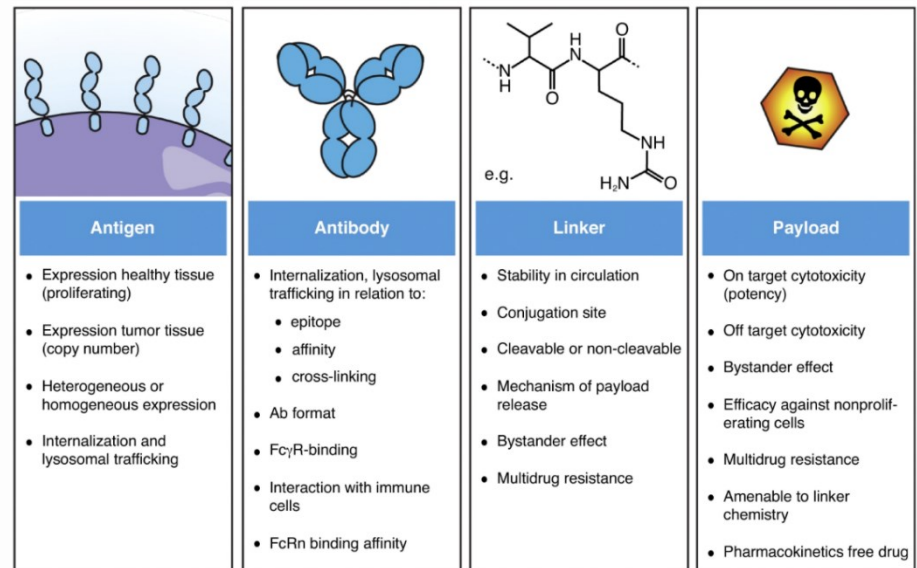 Antigen
Expression healthy tissue
(proliferating)
Expression tumor tissue
(copy number)
Heterogeneous or
homogeneous expression
Internalization and
lysosomal trafficking
Antibody
Internalization, lysosomal
trafficking in relation to:
epitope
affinity
cross-linking
Ab format
FcγR-binding
Interaction with immune
cells
FcRn binding affinity
H
N
O
N
H
O
NH
H₂N
O
e.g.
Linker
Stability in circulation
Conjugation site
Cleavable or non-cleavable
Mechanism of payload
release
Bystander effect
Multidrug resistance
Payload
On target cytotoxicity
(potency)
Off target cytotoxicity
Bystander effect
Efficacy against nonprolif-
erating cells
Multidrug resistance
Amenable to linker
chemistry
Pharmacokinetics free drug